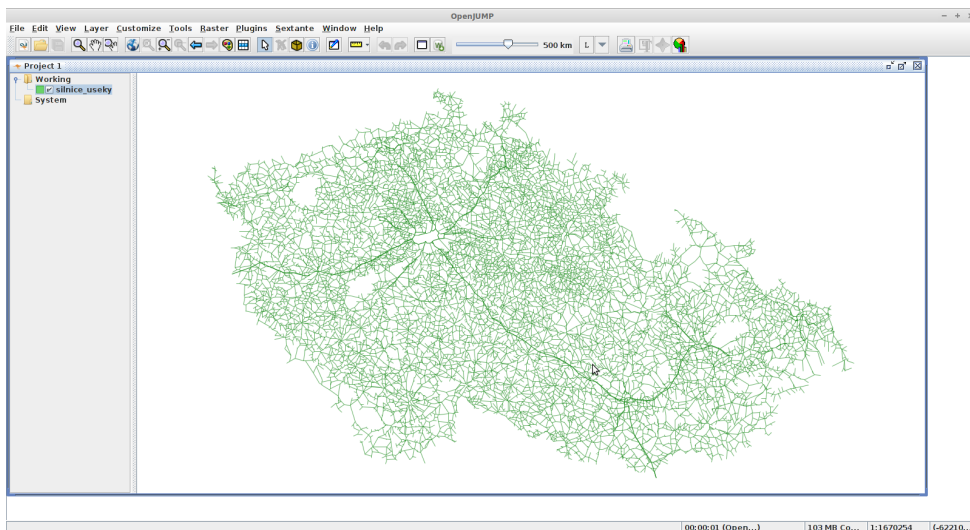 OpenJUMP
File Edit View Layer Customize Tools Raster Plugins Sextante Window Help
500 km L
Project 1
Working
silnice_useky
System
00:00:01 (Open...) 103 MB Co... 1:1670254 (-62210...